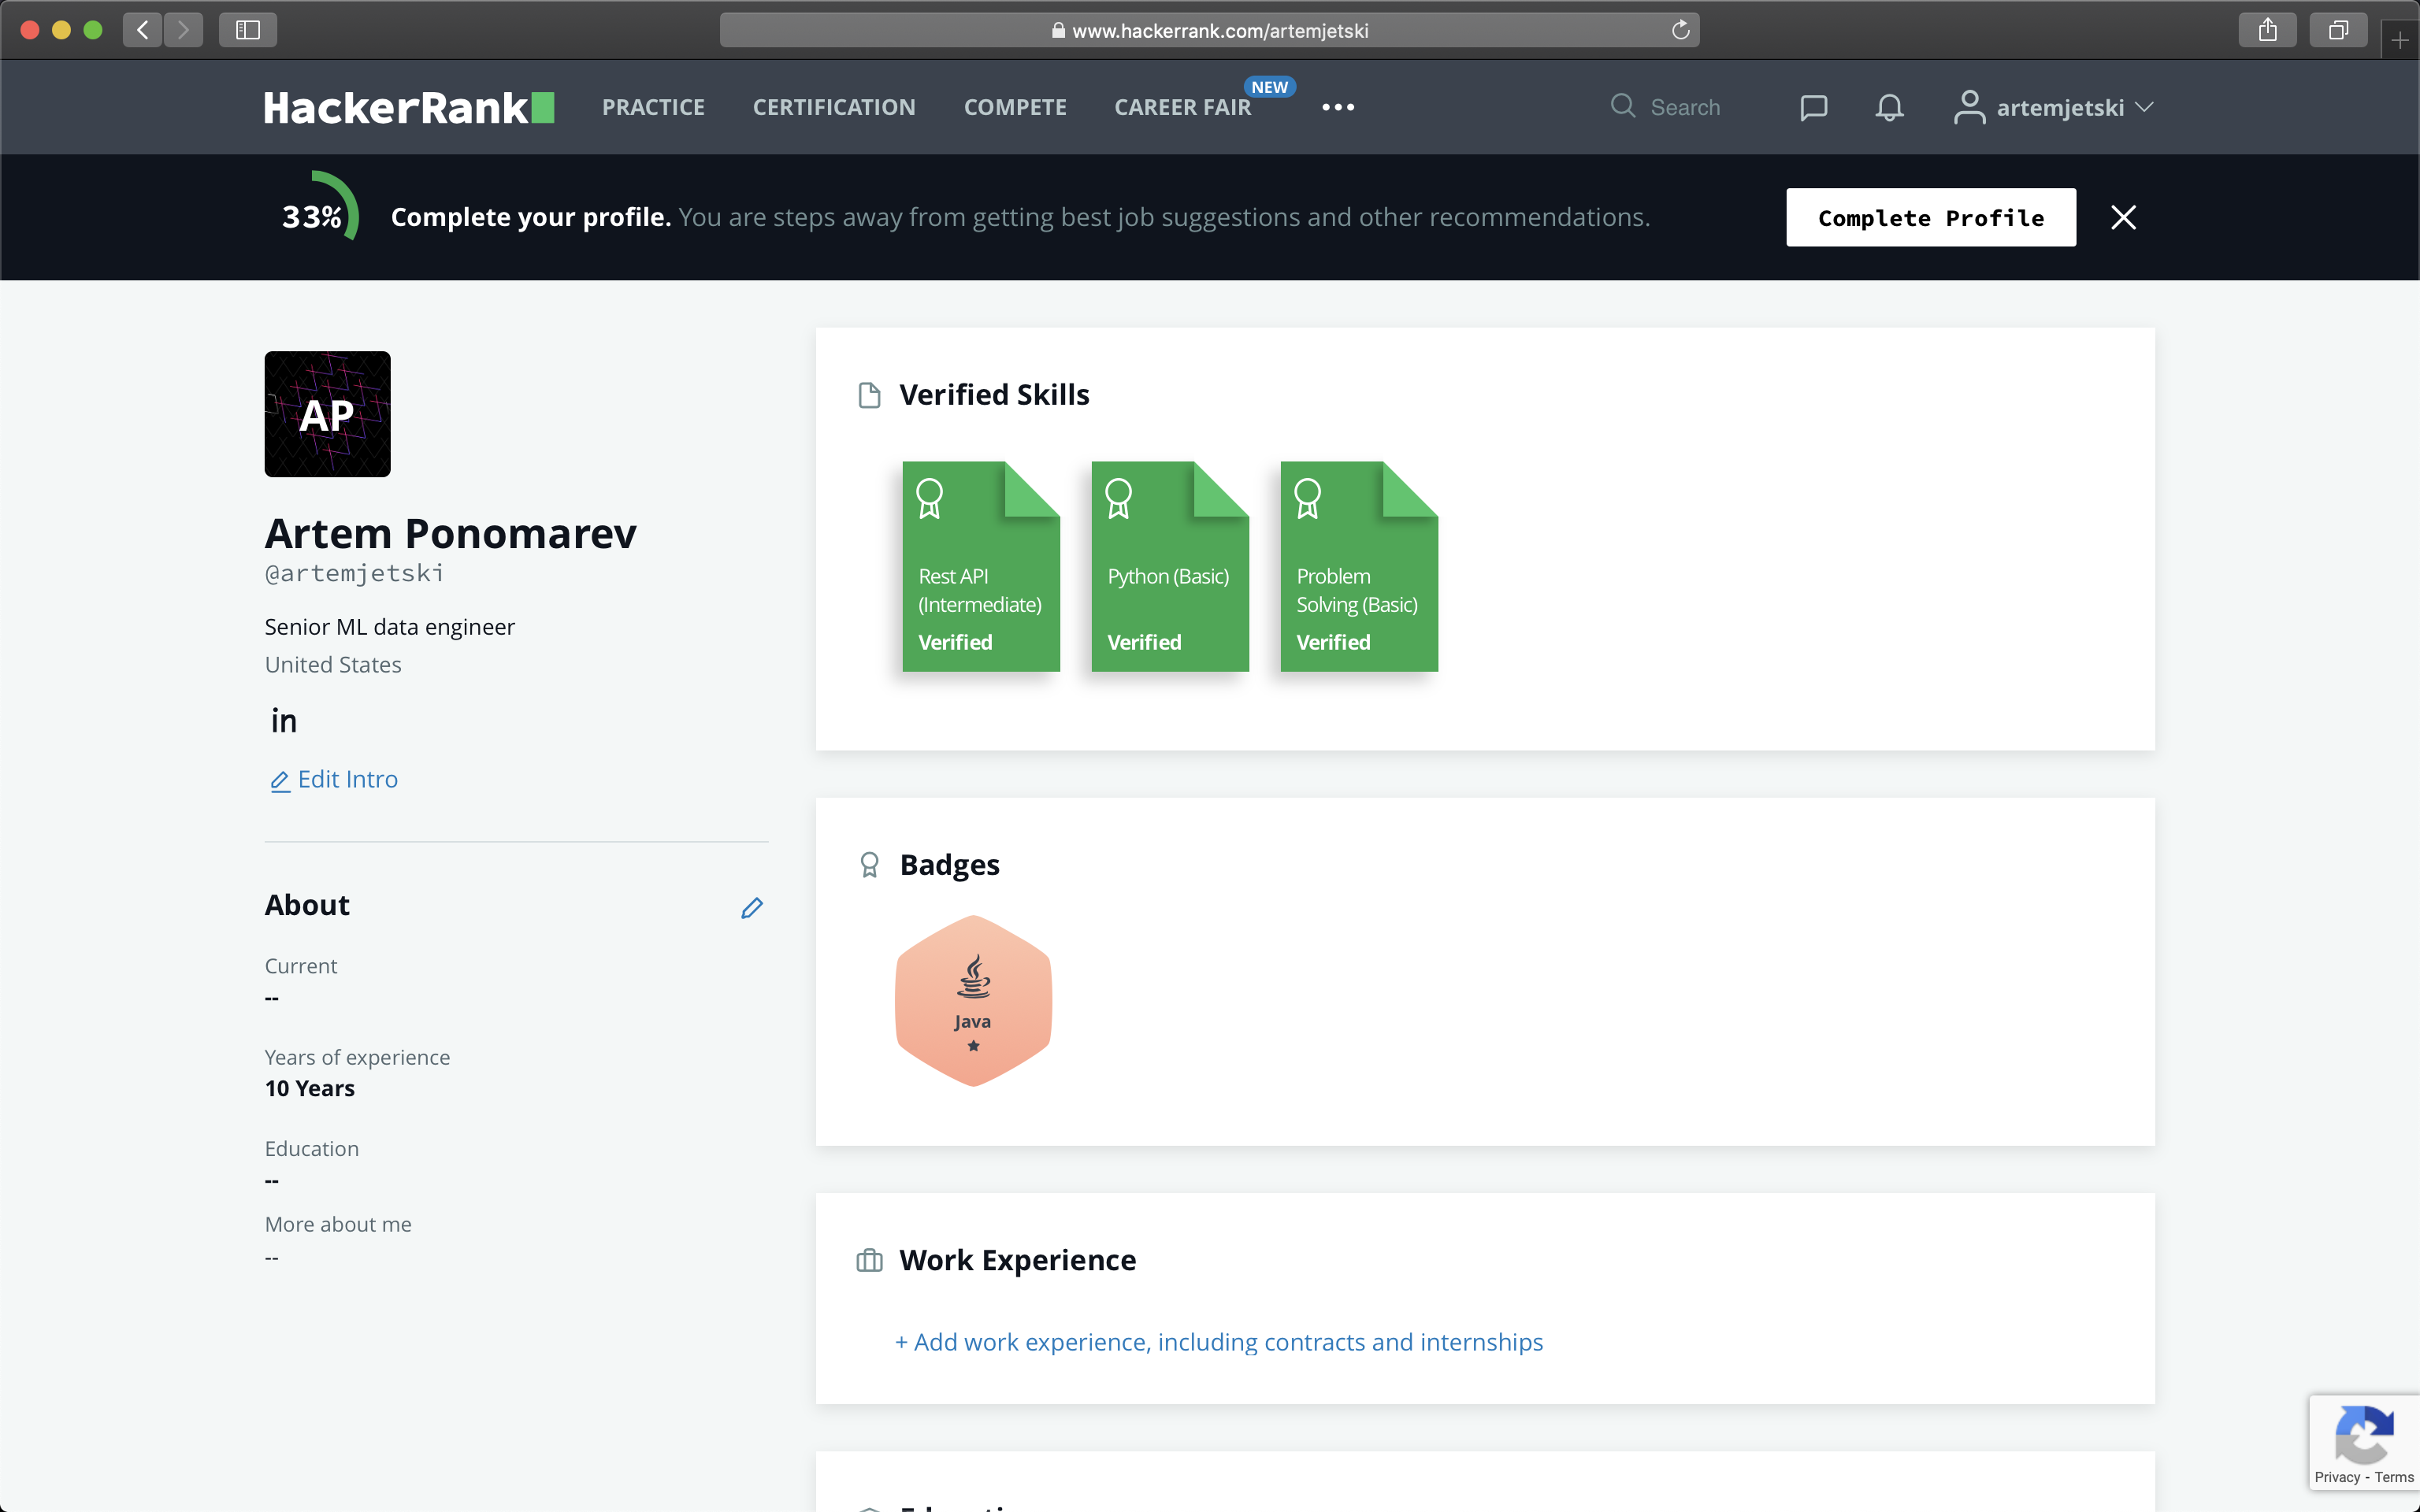 www.hackerrank.com/artemjetski
HackerRank
PRACTICE
CERTIFICATION
COMPETE
CAREER FAIR
NEW
Search
artemjetski
33%
Complete your profile. You are steps away from getting best job suggestions and other recommendations.
Complete Profile
AP
Artem Ponomarev
@artemjetski
Senior ML data engineer
United States
in
Edit Intro
About
Current
--
Years of experience
10 Years
Education
--
More about me
--
Verified Skills
Rest API
(Intermediate)
Verified
Python (Basic)
Verified
Problem
Solving (Basic)
Verified
Badges
Java
Work Experience
+ Add work experience, including contracts and internships
Privacy - Terms